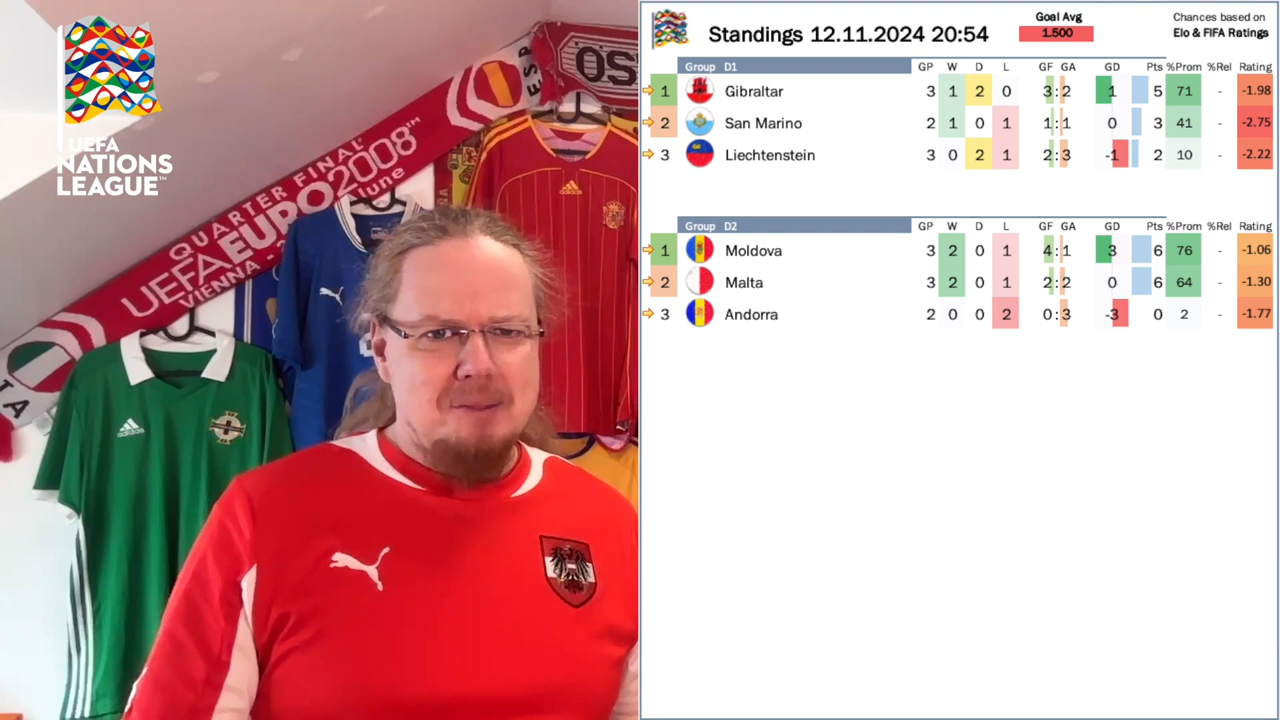 UEFA
NATIONS
LEAGUE™
QUARTER FINAL
UEFA EURO2008™
VIENNA -
June
ESP
ÖS
TA
Standings 12.11.2024 20:54
Goal Avg
1.500
Chances based on
Elo & FIFA Ratings
Group D1 GP W D L GF GA GD Pts %Prom %Rel Rating
1 Gibraltar 3 1 2 0 3:2 1 5 71 - -1.98
2 San Marino 2 1 0 1 1:1 0 3 41 - -2.75
3 Liechtenstein 3 0 2 1 2:3 -1 2 10 - -2.22
Group D2 GP W D L GF GA GD Pts %Prom %Rel Rating
1 Moldova 3 2 0 1 4:1 3 6 76 - -1.06
2 Malta 3 2 0 1 2:2 0 6 64 - -1.30
3 Andorra 2 0 0 2 0:3 -3 0 2 - -1.77